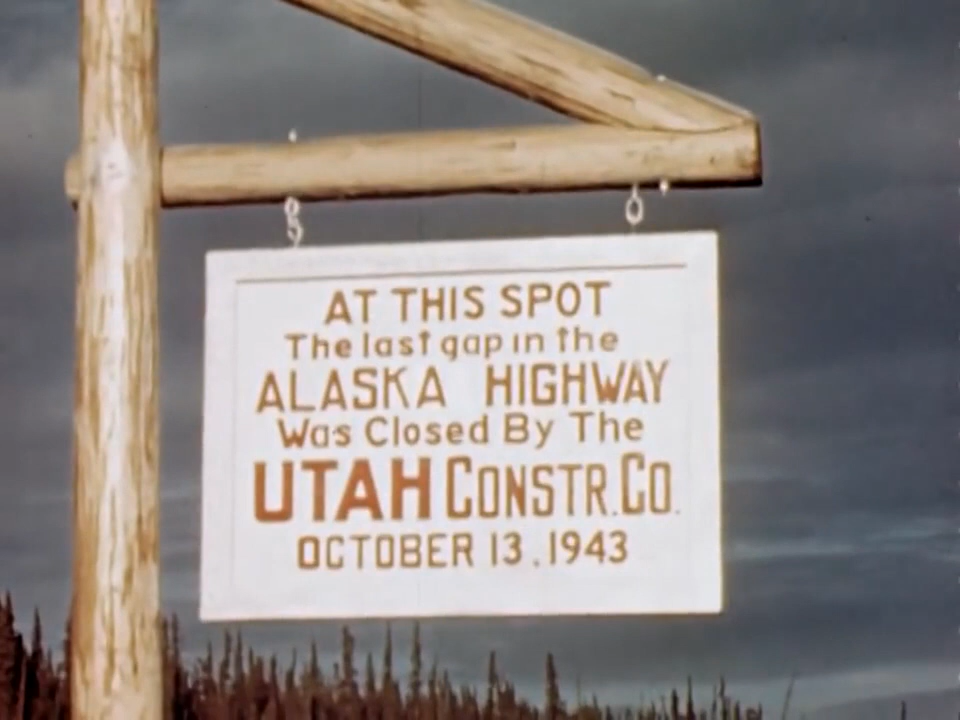 AT THIS SPOT
The last gap in the
ALASKA HIGHWAY
Was Closed By The
UTAH CONSTR. CO.
OCTOBER 13. 1943